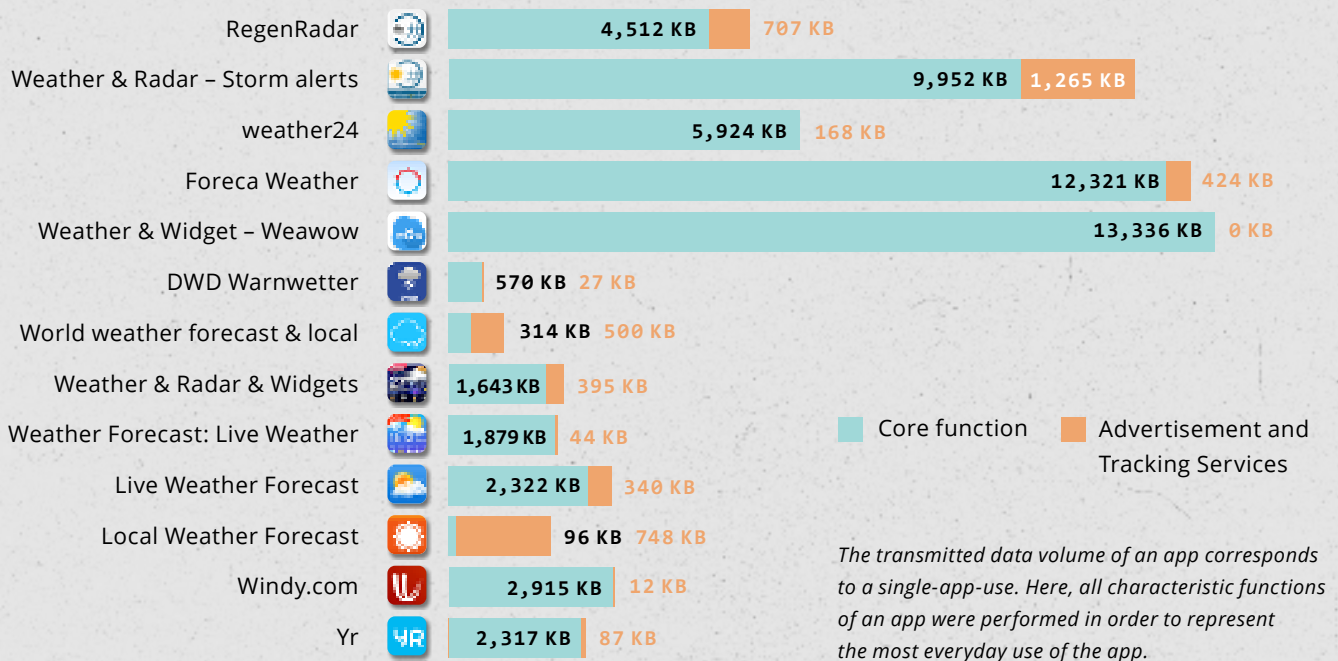 RegenRadar 4,512 KB 707 KB
Weather & Radar – Storm alerts 9,952 KB 1,265 KB
weather24 5,924 KB 168 KB
Foreca Weather 12,321 KB 424 KB
Weather & Widget – Weawow 13,336 KB 0 KB
DWD Warnwetter 570 KB 27 KB
World weather forecast & local 314 KB 500 KB
Weather & Radar & Widgets 1,643 KB 395 KB
Weather Forecast: Live Weather 1,879 KB 44 KB
Live Weather Forecast 2,322 KB 340 KB
Local Weather Forecast 96 KB 748 KB
Windy.com 2,915 KB 12 KB
Yr YR 2,317 KB 87 KB
Core function
Advertisement and
Tracking Services
The transmitted data volume of an app corresponds
to a single-app-use. Here, all characteristic functions
of an app were performed in order to represent
the most everyday use of the app.